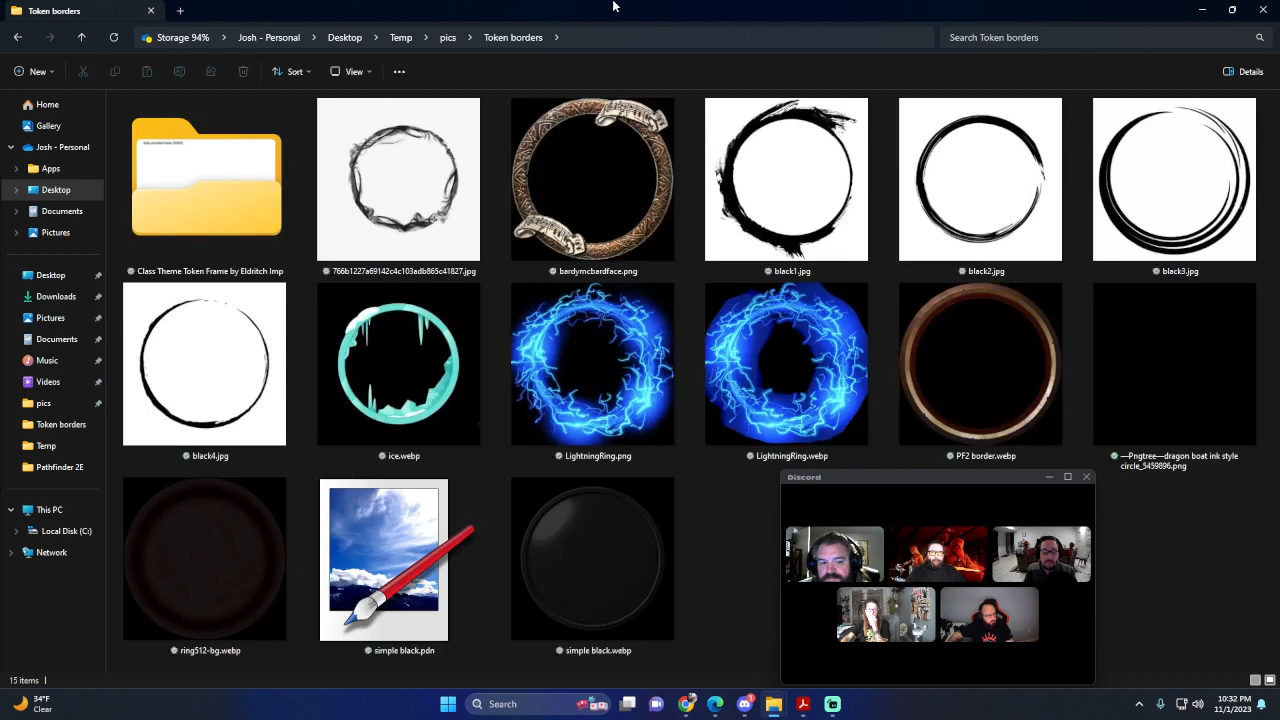 Token borders
Storage 94% > Josh - Personal > Desktop > Temp > pics > Token borders >
Search Token borders
New
Sort
View
Details
Home
Gallery
Josh - Personal
Apps
Desktop
Documents
Pictures
Desktop
Downloads
Pictures
Documents
Music
Videos
pics
Token borders
Temp
Pathfinder 2E
This PC
Local Disk (C:)
Network
Class Theme Token Frame by Eldritch Imp
766b1227a69142c4c103adb865c41827.jpg
bardymcbardface.png
black1.jpg
black2.jpg
black3.jpg
black4.jpg
ice.webp
LightningRing.png
LightningRing.webp
PF2 border.webp
—Pngtree—dragon boat ink style
circle_5459896.png
ring512-bg.webp
simple black.pdn
simple black.webp
Discord
15 items
34°F
Clear
Search
1
10:32 PM
11/3/2023